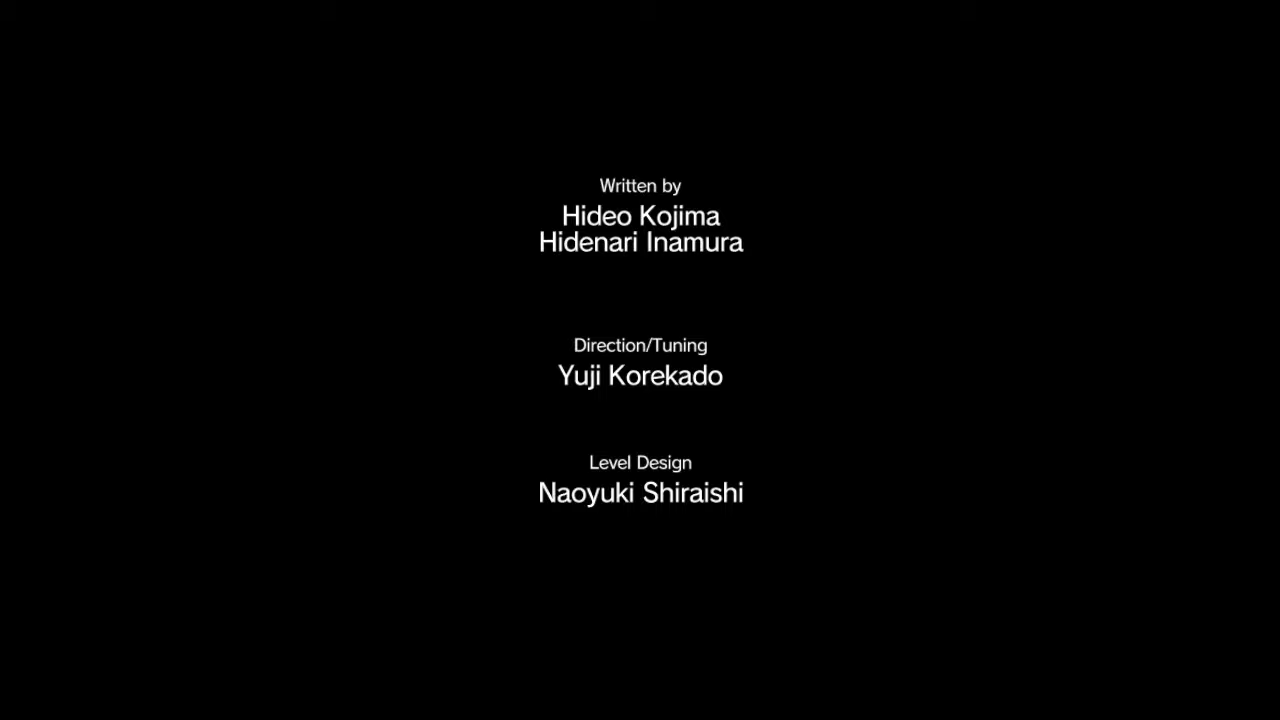 Written by
Hideo Kojima
Hidenari Inamura
Direction/Tuning
Yuji Korekado
Level Design
Naoyuki Shiraishi